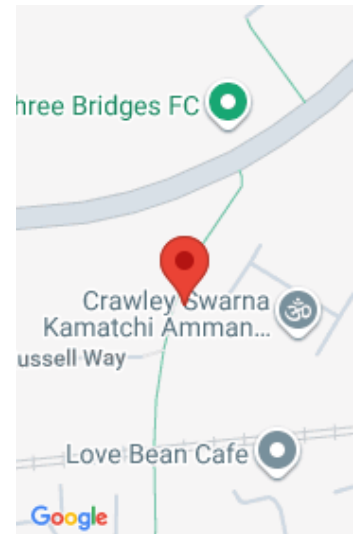 hree Bridges FC
Crawley Swarna
Kamatchi Amman...
ussell Way
Love Bean Cafe
Google